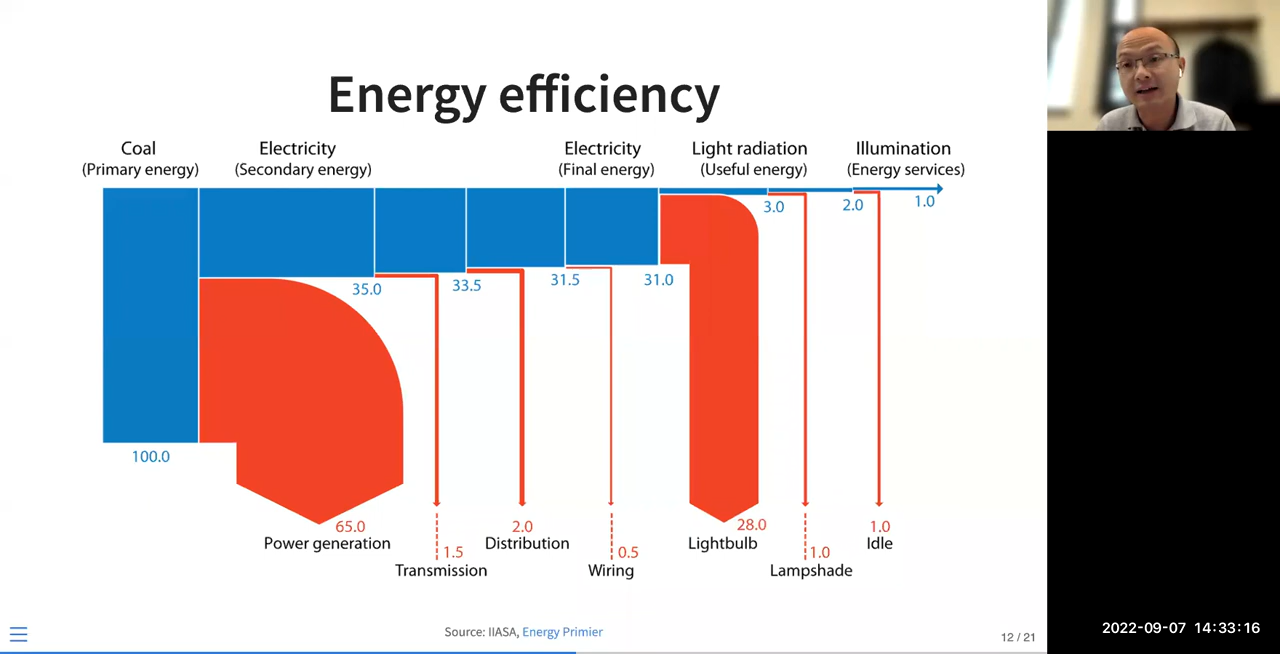 Energy efficiency
Coal
(Primary energy)
Electricity
(Secondary energy)
Electricity
(Final energy)
Light radiation
(Useful energy)
Illumination
(Energy services)
3.0
2.0
1.0
35.0
33.5
31.5
31.0
100.0
65.0
Power generation
1.5
Transmission
2.0
Distribution
0.5
Wiring
28.0
Lightbulb
1.0
Lampshade
1.0
Idle
Source: IIASA, Energy Primier
12 / 21
2022-09-07 14:33:16